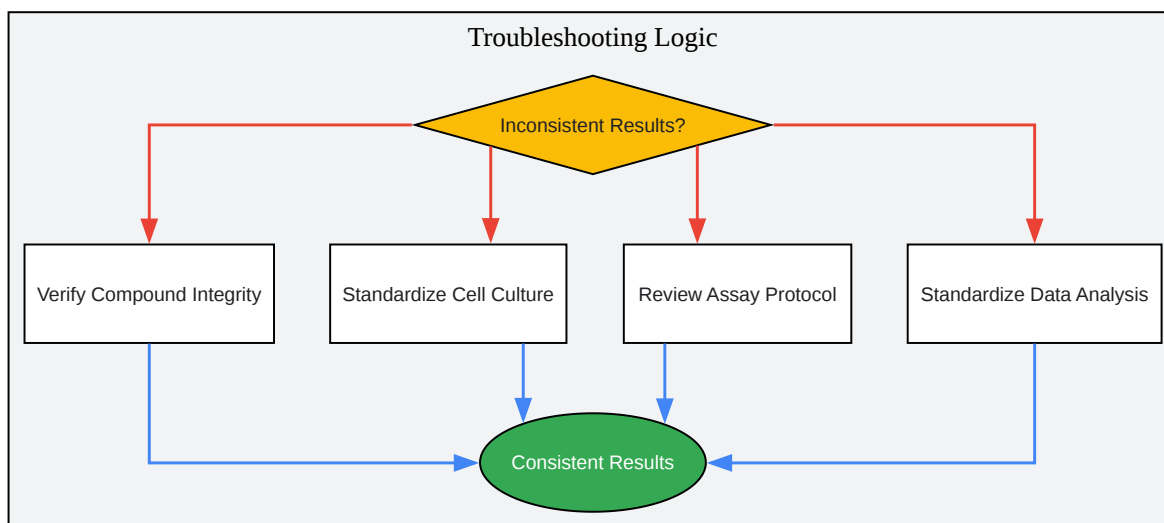 Troubleshooting Logic
Inconsistent Results?
Verify Compound Integrity
Standardize Cell Culture
Review Assay Protocol
Standardize Data Analysis
Consistent Results